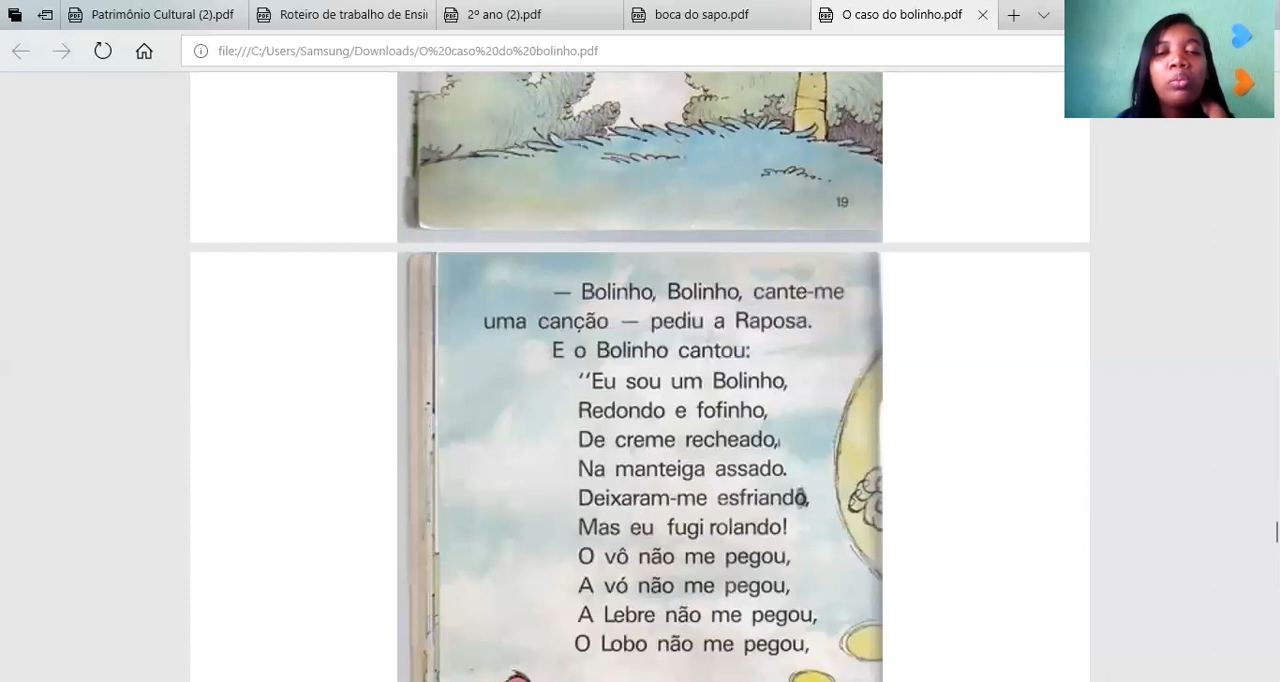 Patrimônio Cultural (2).pdf
Roteiro de trabalho de Ensi
2º ano (2).pdf
boca do sapo.pdf
O caso do bolinho.pdf
file:///C:/Users/Samsung/Downloads/O%20caso%20do%20bolinho.pdf
19
— Bolinho, Bolinho, cante-me
uma canção — pediu a Raposa.
E o Bolinho cantou:
‘‘Eu sou um Bolinho,
Redondo e fofinho,
De creme recheado,
Na manteiga assado.
Deixaram-me esfriando,
Mas eu fugi rolando!
O vô não me pegou,
A vó não me pegou,
A Lebre não me pegou,
O Lobo não me pegou,